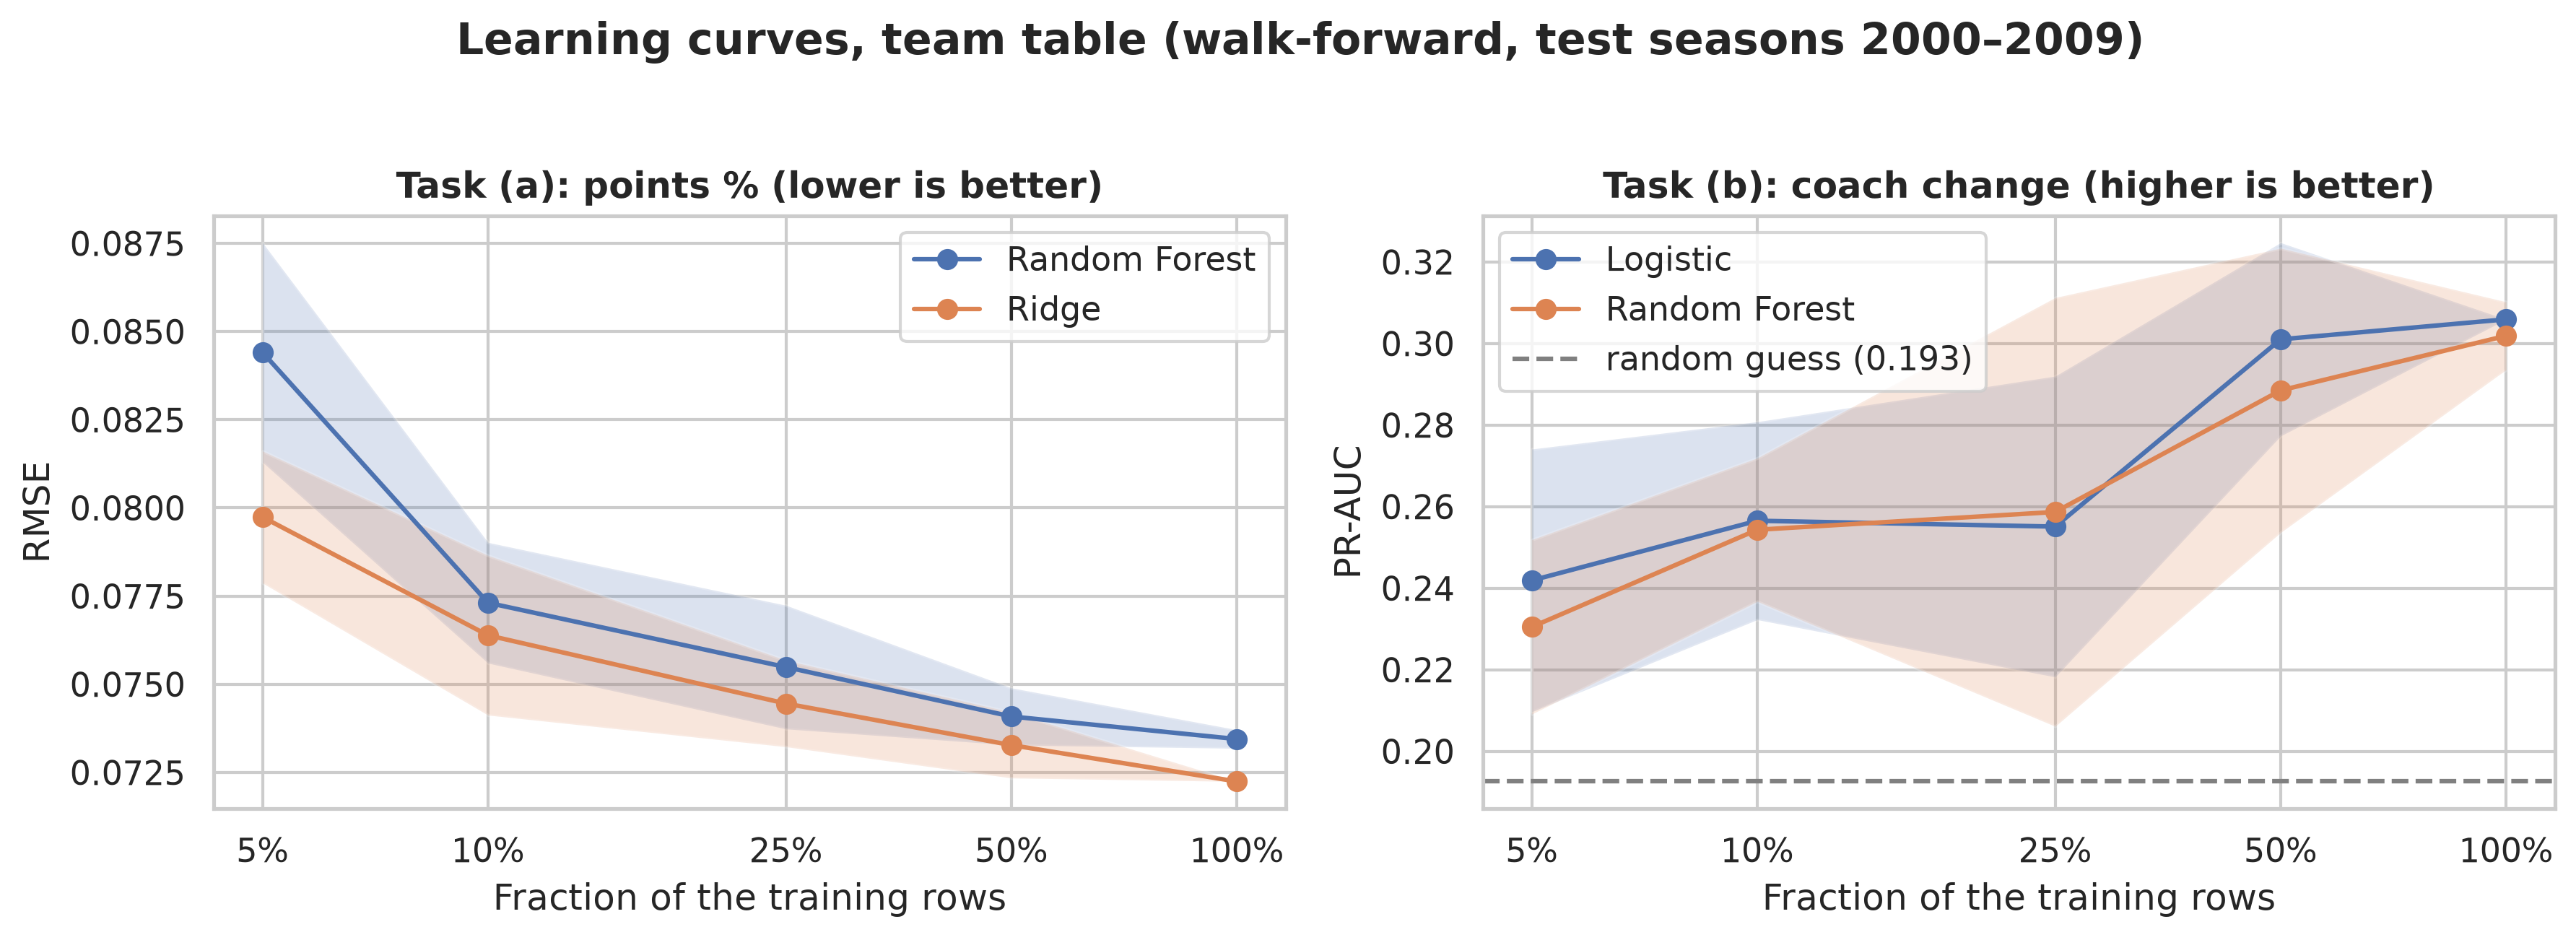 Learning curves, team table (walk-forward, test seasons 2000–2009)
Task (a): points % (lower is better)
RMSE
0.0875
0.0850
0.0825
0.0800
0.0775
0.0750
0.0725
Random Forest
Ridge
5%
10%
25%
50%
100%
Fraction of the training rows
Task (b): coach change (higher is better)
PR-AUC
0.32
0.30
0.28
0.26
0.24
0.22
0.20
Logistic
Random Forest
random guess (0.193)
5%
10%
25%
50%
100%
Fraction of the training rows